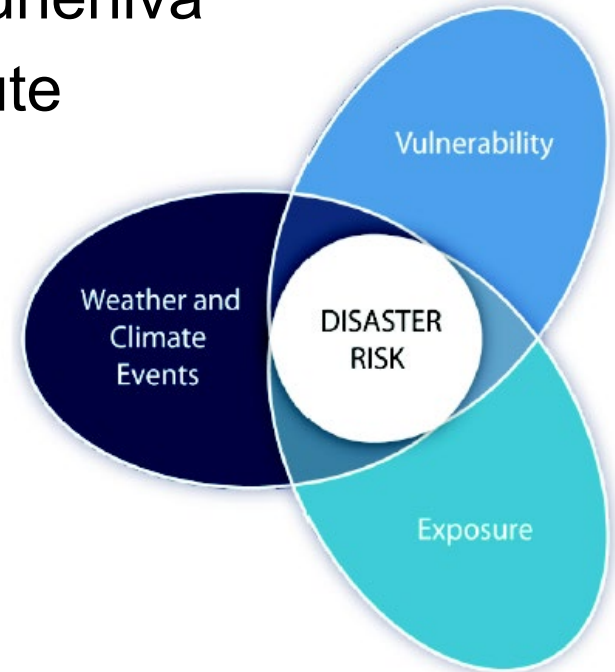 Vulnerability
Weather and
Climate
Events
DISASTER
RISK
Exposure